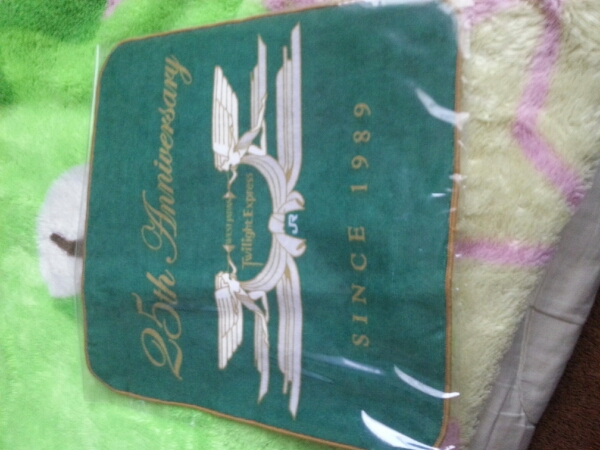 25th Anniversary
Twilight Express
JR
SINCE 1989